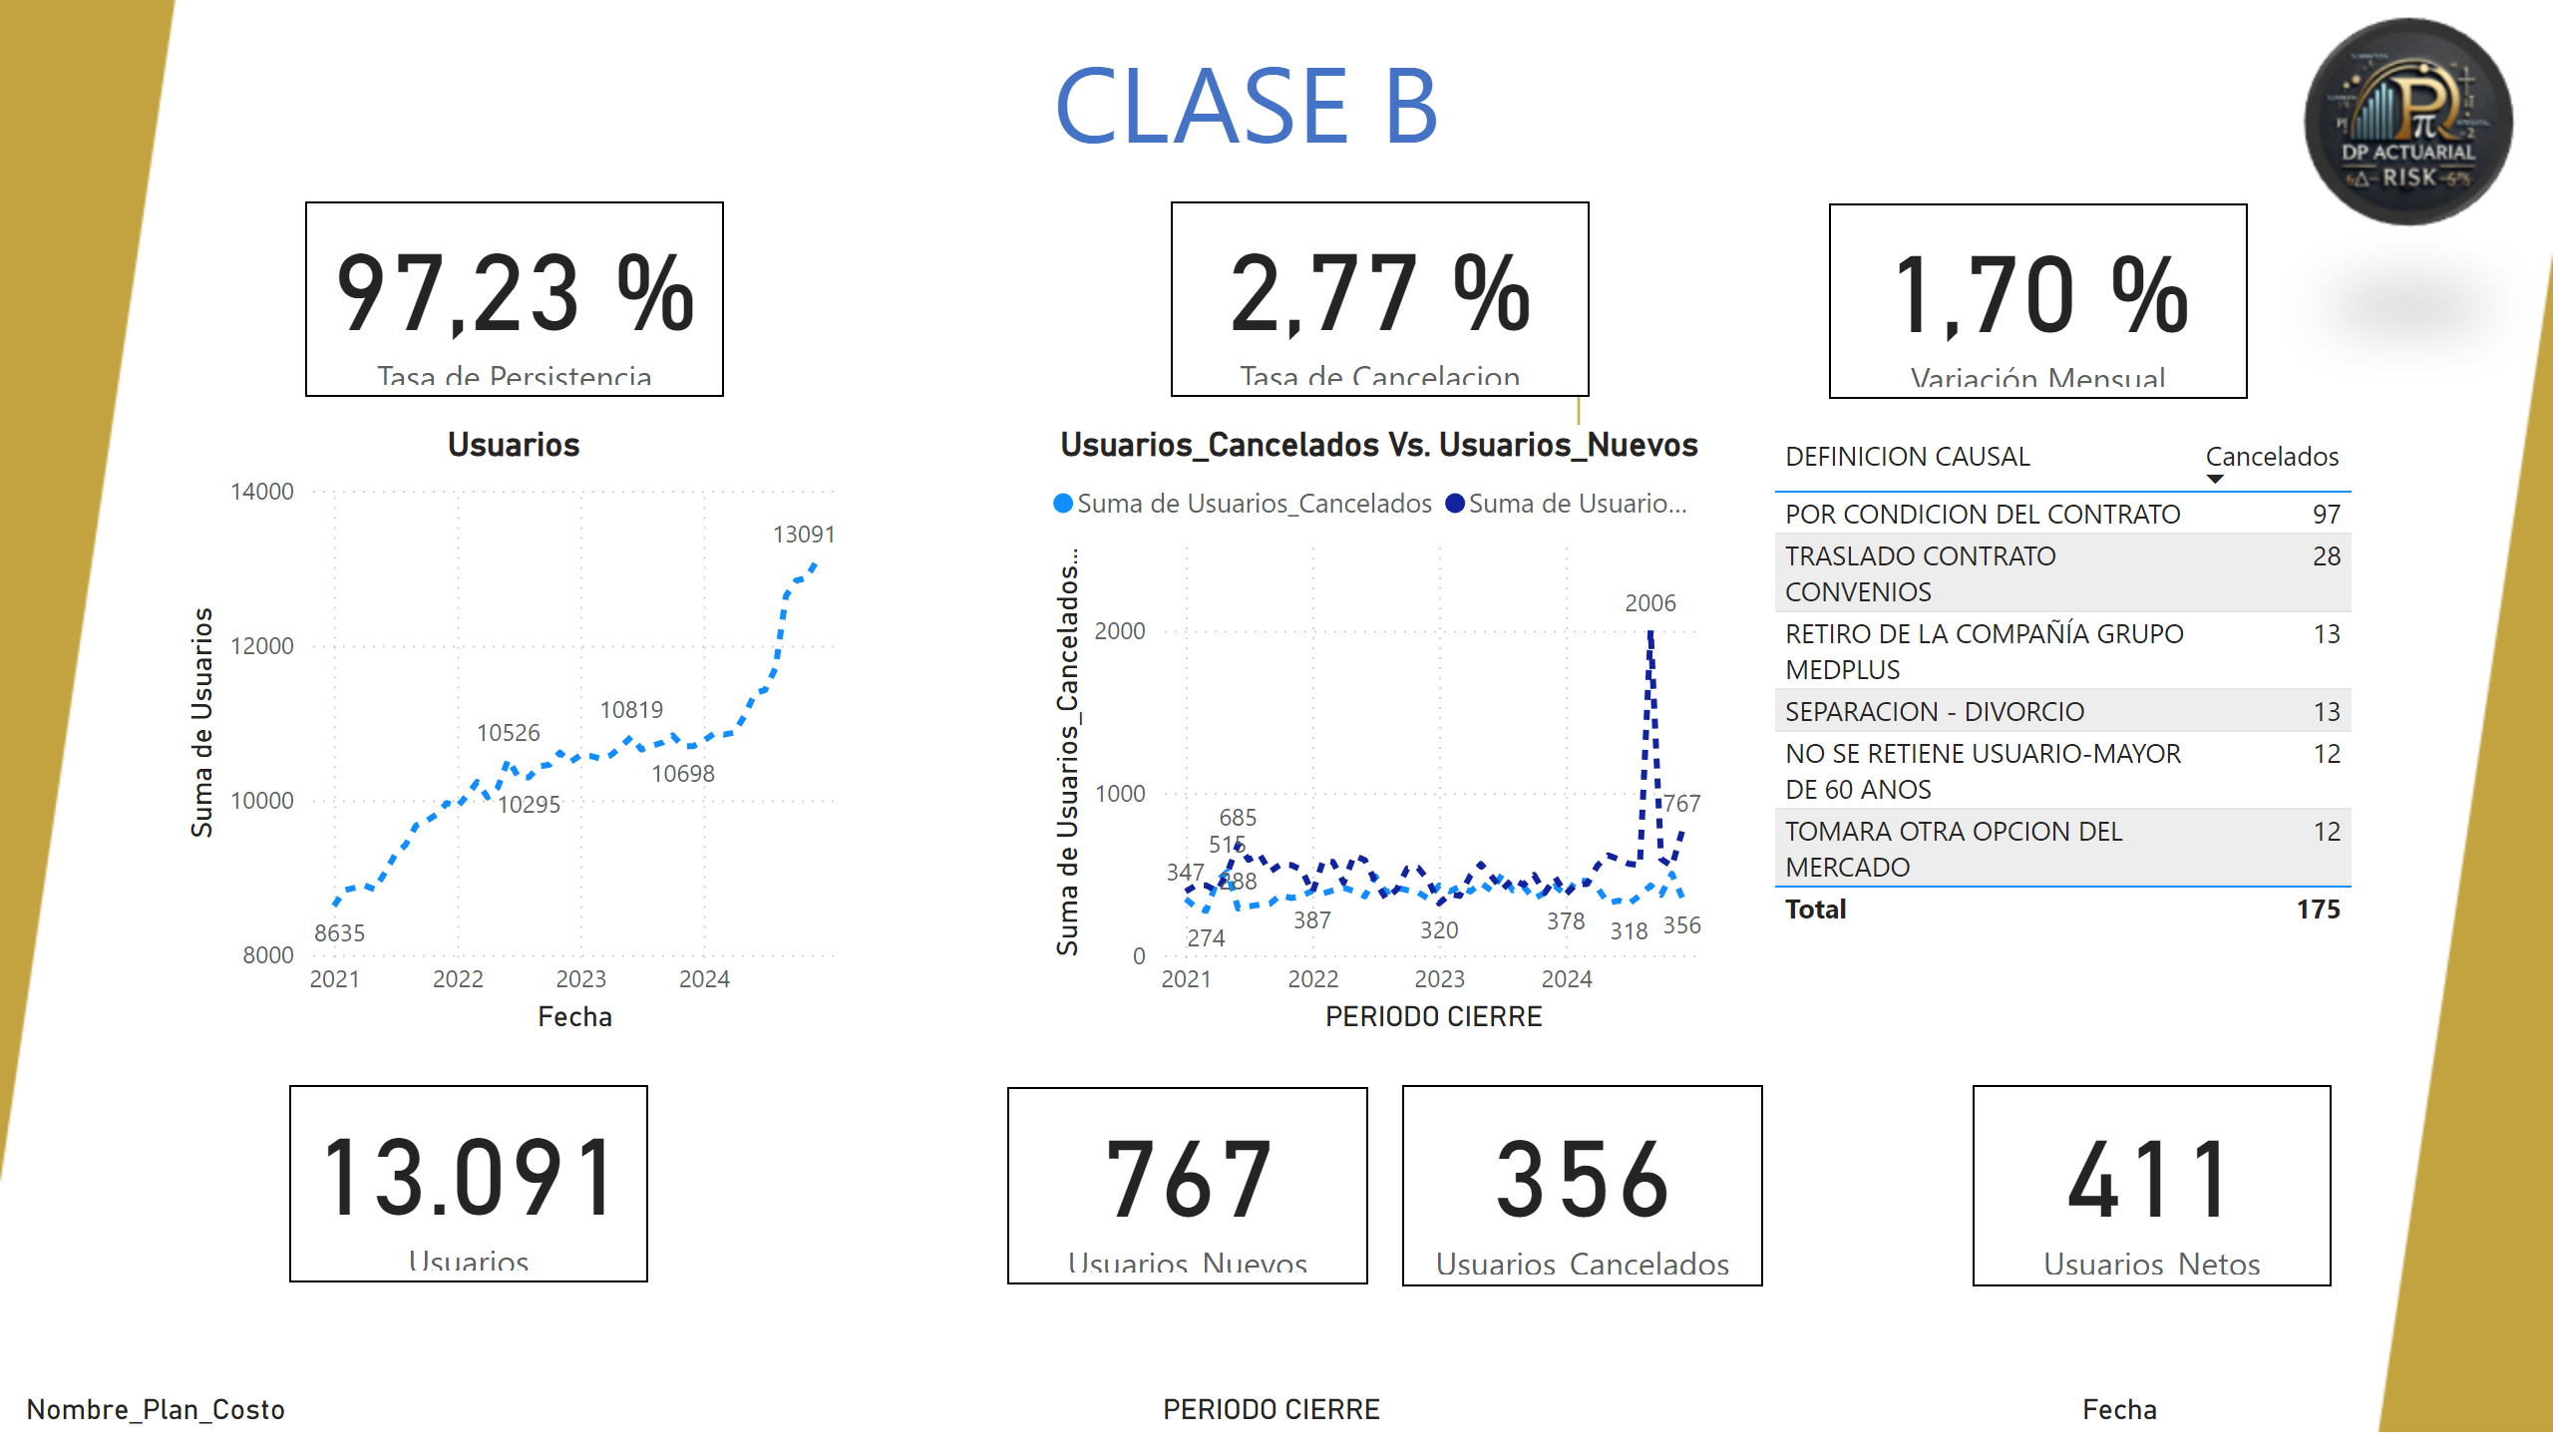 CLASE B
DP ACTUARIAL
RISK
97,23 %
Tasa de Persistencia
2,77 %
Tasa de Cancelacion
1,70 %
Variación Mensual
Usuarios
Suma de Usuarios
14000
12000
10000
8000
13091
10819
10526
10698
10295
8635
2021 2022 2023 2024
Fecha
Usuarios_Cancelados Vs. Usuarios_Nuevos
Suma de Usuarios_Cancelados Suma de Usuario...
Suma de Usuarios_Cancelados...
2000
1000
0
2006
767
685
515
347
288
387
378
356
320
318
274
2021 2022 2023 2024
PERIODO CIERRE
DEFINICION CAUSAL Cancelados
POR CONDICION DEL CONTRATO 97
TRASLADO CONTRATO 28
CONVENIOS
RETIRO DE LA COMPAÑÍA GRUPO 13
MEDPLUS
SEPARACION - DIVORCIO 13
NO SE RETIENE USUARIO-MAYOR 12
DE 60 ANOS
TOMARA OTRA OPCION DEL 12
MERCADO
Total 175
13.091
Usuarios
767
Usuarios_Nuevos
356
Usuarios_Cancelados
411
Usuarios_Netos
Nombre_Plan_Costo
PERIODO CIERRE
Fecha